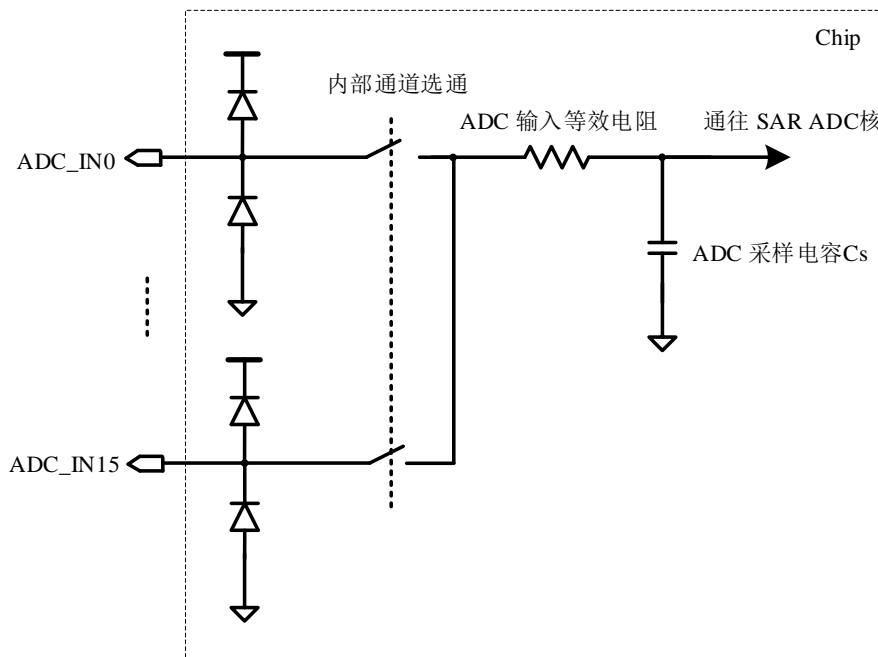 Chip
内部通道选通
ADC 输入等效电阻
通往 SAR ADC核
ADC_IN0
ADC 采样电容Cs
ADC_IN15